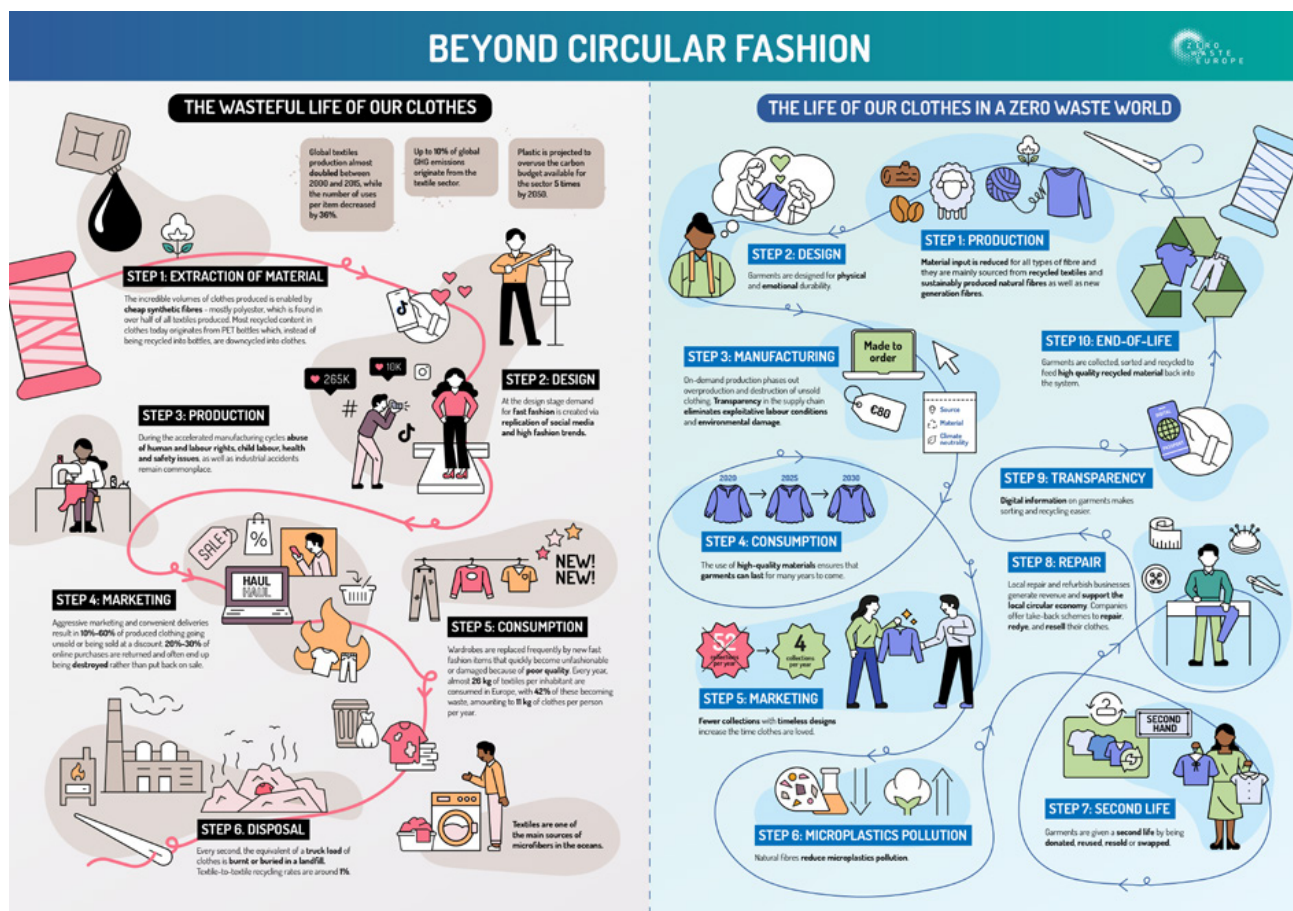 BEYOND CIRCULAR FASHION
ZERO
WASTE
EUROPE
THE WASTEFUL LIFE OF OUR CLOTHES
Global textiles
production almost
doubled between
2000 and 2015, while
the number of uses
per item decreased
by 36%.
Up to 10% of global
GHG emissions
originate from the
textile sector.
Plastic is projected to
overuse the carbon
budget available for
the sector 5 times
by 2050.
STEP 1: EXTRACTION OF MATERIAL
The incredible volumes of clothes produced is enabled by
cheap synthetic fibres - mostly polyester, which is found in
over half of all textiles produced. Most recycled content in
clothes today originates from PET bottles which, instead of
being recycled into bottles, are downcycled into clothes.
265K
10K
#
STEP 2: DESIGN
At the design stage demand
for fast fashion is created via
replication of social media
and high fashion trends.
STEP 3: PRODUCTION
During the accelerated manufacturing cycles abuse
of human and labour rights, child labour, health
and safety issues, as well as industrial accidents
remain commonplace.
SALE!
%
HAUL
HAUL
NEW!
NEW!
STEP 4: MARKETING
Aggressive marketing and convenient deliveries
result in 10%-60% of produced clothing going
unsold or being sold at a discount. 20%-30% of
online purchases are returned and often end up
being destroyed rather than put back on sale.
STEP 5: CONSUMPTION
Wardrobes are replaced frequently by new fast
fashion items that quickly become unfashionable
or damaged because of poor quality. Every year,
almost 26 kg of textiles per inhabitant are
consumed in Europe, with 42% of these becoming
waste, amounting to 11 kg of clothes per person
per year.
STEP 6. DISPOSAL
Every second, the equivalent of a truck load of
clothes is burnt or buried in a landfill.
Textile-to-textile recycling rates are around 1%.
Textiles are one of
the main sources of
microfibers in the oceans.
THE LIFE OF OUR CLOTHES IN A ZERO WASTE WORLD
STEP 1: PRODUCTION
Material input is reduced for all types of fibre and
they are mainly sourced from recycled textiles and
sustainably produced natural fibres as well as new
generation fibres.
STEP 2: DESIGN
Garments are designed for physical
and emotional durability.
STEP 3: MANUFACTURING
On-demand production phases out
overproduction and destruction of unsold
clothing. Transparency in the supply chain
eliminates exploitative labour conditions
and environmental damage.
Made to
order
€80
Source
Material
Climate
neutrality
2020
2025
2030
STEP 4: CONSUMPTION
The use of high-quality materials ensures that
garments can last for many years to come.
52
collections
per year
4
collections
per year
STEP 5: MARKETING
Fewer collections with timeless designs
increase the time clothes are loved.
STEP 6: MICROPLASTICS POLLUTION
Natural fibres reduce microplastics pollution.
SECOND
HAND
STEP 7: SECOND LIFE
Garments are given a second life by being
donated, reused, resold or swapped.
STEP 8: REPAIR
Local repair and refurbish businesses
generate revenue and support the
local circular economy. Companies
offer take-back schemes to repair,
redye, and resell their clothes.
STEP 9: TRANSPARENCY
Digital information on garments makes
sorting and recycling easier.
STEP 10: END-OF-LIFE
Garments are collected, sorted and recycled to
feed high quality recycled material back into
the system.